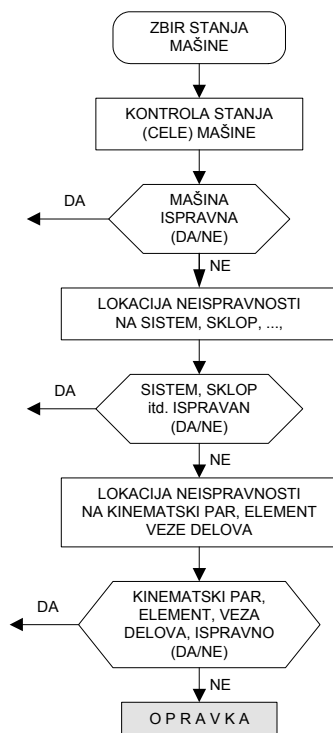 ZBIR STANJA
MAŠINE
KONTROLA STANJA
(CELE) MAŠINE
DA
MAŠINA
ISPRAVNA
(DA/NE)
NE
LOKACIJA NEISPRAVNOSTI
NA SISTEM, SKLOP, ...,
DA
SISTEM, SKLOP
itd. ISPRAVAN
(DA/NE)
NE
LOKACIJA NEISPRAVNOSTI
NA KINEMATSKI PAR, ELEMENT
VEZE DELOVA
DA
KINEMATSKI PAR,
ELEMENT, VEZA
DELOVA, ISPRAVNO
(DA/NE)
NE
O P R A V K A